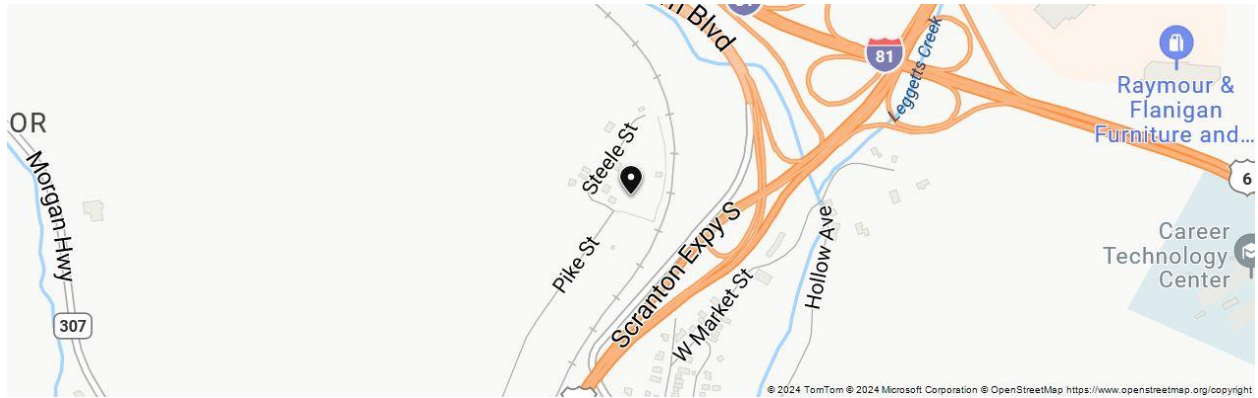 Blvd
81
Leggetts Creek
Raymour &
Flanigan
Furniture and...
OR
Steele St
Morgan Hwy
6
Scranton Expy S
Hollow Ave
Career
Technology
Center
Pike St
W Market St
307
© 2024 TomTom © 2024 Microsoft Corporation © OpenStreetMap https://www.openstreetmap.org/copyright